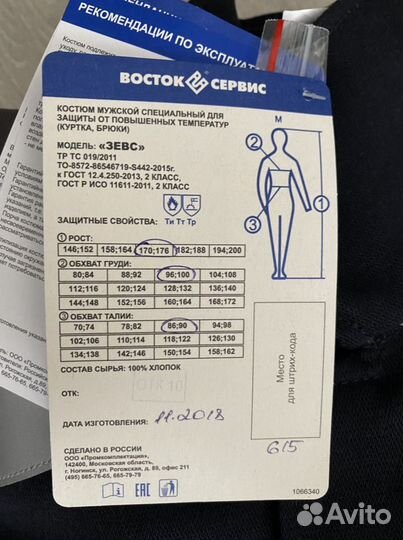 РЕКОМЕНДАЦИИ ПО ЭКСПЛУАТ
ВОСТОК СЕРВИС
КОСТЮМ МУЖСКОЙ СПЕЦИАЛЬНЫЙ ДЛЯ
ЗАЩИТЫ ОТ ПОВЫШЕННЫХ ТЕМПЕРАТУР
(КУРТКА, БРЮКИ)
МОДЕЛЬ: «ЗЕВС»
ТР ТС 019/2011
ТО-8572-86546719-S442-2015г.
к ГОСТ 12.4.250-2013, 2 КЛАСС,
ГОСТ Р ИСО 11611-2011, 2 КЛАСС
ЗАЩИТНЫЕ СВОЙСТВА:
Ти Тт Тр
М
2
1
3
1 РОСТ:
146;152 158;164 170;176 182;188 194;200
2 ОБХВАТ ГРУДИ:
80;84 88;92 96;100 104;108
112;116 120;124 128;132 136;140
144;148 152;156 160;164 168;172
3 ОБХВАТ ТАЛИИ:
70;74 78;82 86;90 94;98
102;106 110;114 118;122 126;130
134;138 142;146 150;154 158;162
СОСТАВ СЫРЬЯ: 100% ХЛОПОК
ОТК:
ОТК 10
ДАТА ИЗГОТОВЛЕНИЯ: 11.2018
Место
для штрих-кода
615
СДЕЛАНО В РОССИИ
ООО «Промкомплектация»,
142400, Московская область,
г. Ногинск, ул. Рогожская, д. 89, офис 211
(495) 665-76-65, 665-79-79
EAC
1066340
Avito